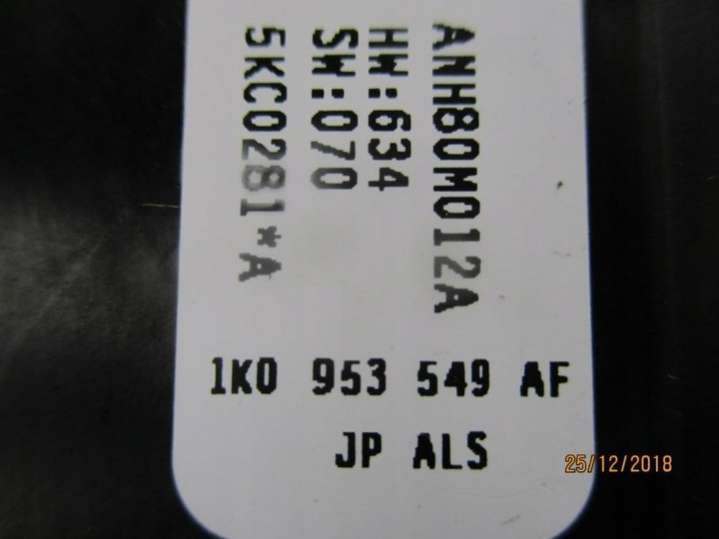 ANH80M012A
HW:634
SW:070
5KC0281*A
1K0 953 549 AF
JP ALS
25/12/2018